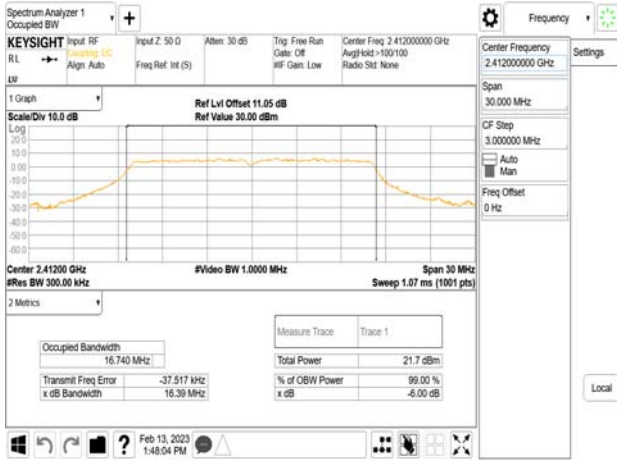 Spectrum Analyzer 1
Occupied BW
Frequency
KEYSIGHT
Input: RF
Input Z: 50 Ω
Atten: 30 dB
Trig: Free Run
Center Freq: 2.412000000 GHz
RL
Coupling: DC
Gate: Off
Avg|Hold:>100/100
Align: Auto
Freq Ref: Int (S)
#IF Gain: Low
Radio Std: None
Center Frequency
2.412000000 GHz
Settings
Span
30.000 MHz
CF Step
3.000000 MHz
Auto
Man
Freq Offset
0 Hz
Local
1 Graph
Ref Lvl Offset 11.05 dB
Scale/Div 10.0 dB
Ref Value 30.00 dBm
Log
20.0
10.0
0.00
-10.0
-20.0
-30.0
-40.0
-50.0
-60.0
Center 2.41200 GHz
#Video BW 1.0000 MHz
Span 30 MHz
#Res BW 300.00 kHz
Sweep 1.07 ms (1001 pts)
2 Metrics
Measure Trace
Trace 1
Occupied Bandwidth
16.740 MHz
Total Power
21.7 dBm
Transmit Freq Error
-37.517 kHz
% of OBW Power
99.00 %
x dB Bandwidth
16.39 MHz
x dB
-6.00 dB
?
Feb 13, 2023
1:48:04 PM